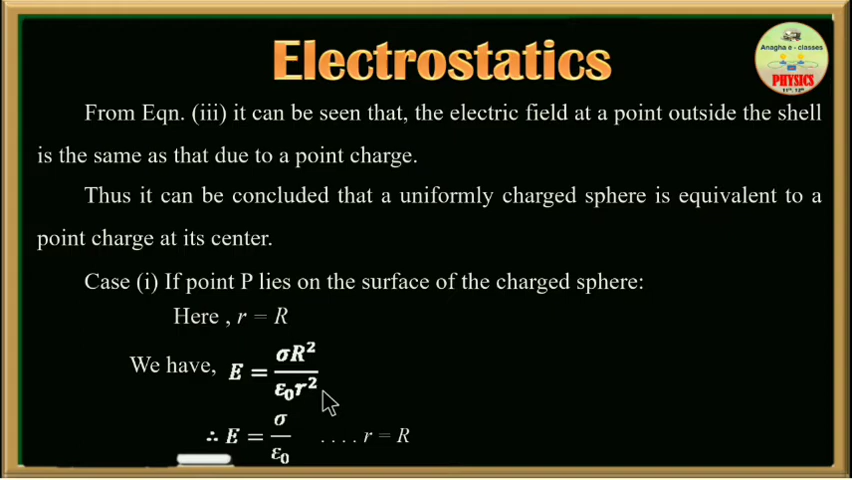 Electrostatics
Anagha e - classes
PHYSICS
11th, 12th
From Eqn. (iii) it can be seen that, the electric field at a point outside the shell
is the same as that due to a point charge.
Thus it can be concluded that a uniformly charged sphere is equivalent to a
point charge at its center.
Case (i) If point P lies on the surface of the charged sphere:
Here , r = R
We have, E = σR²/ε₀r²
∴ E = σ/ε₀ . . . . r = R